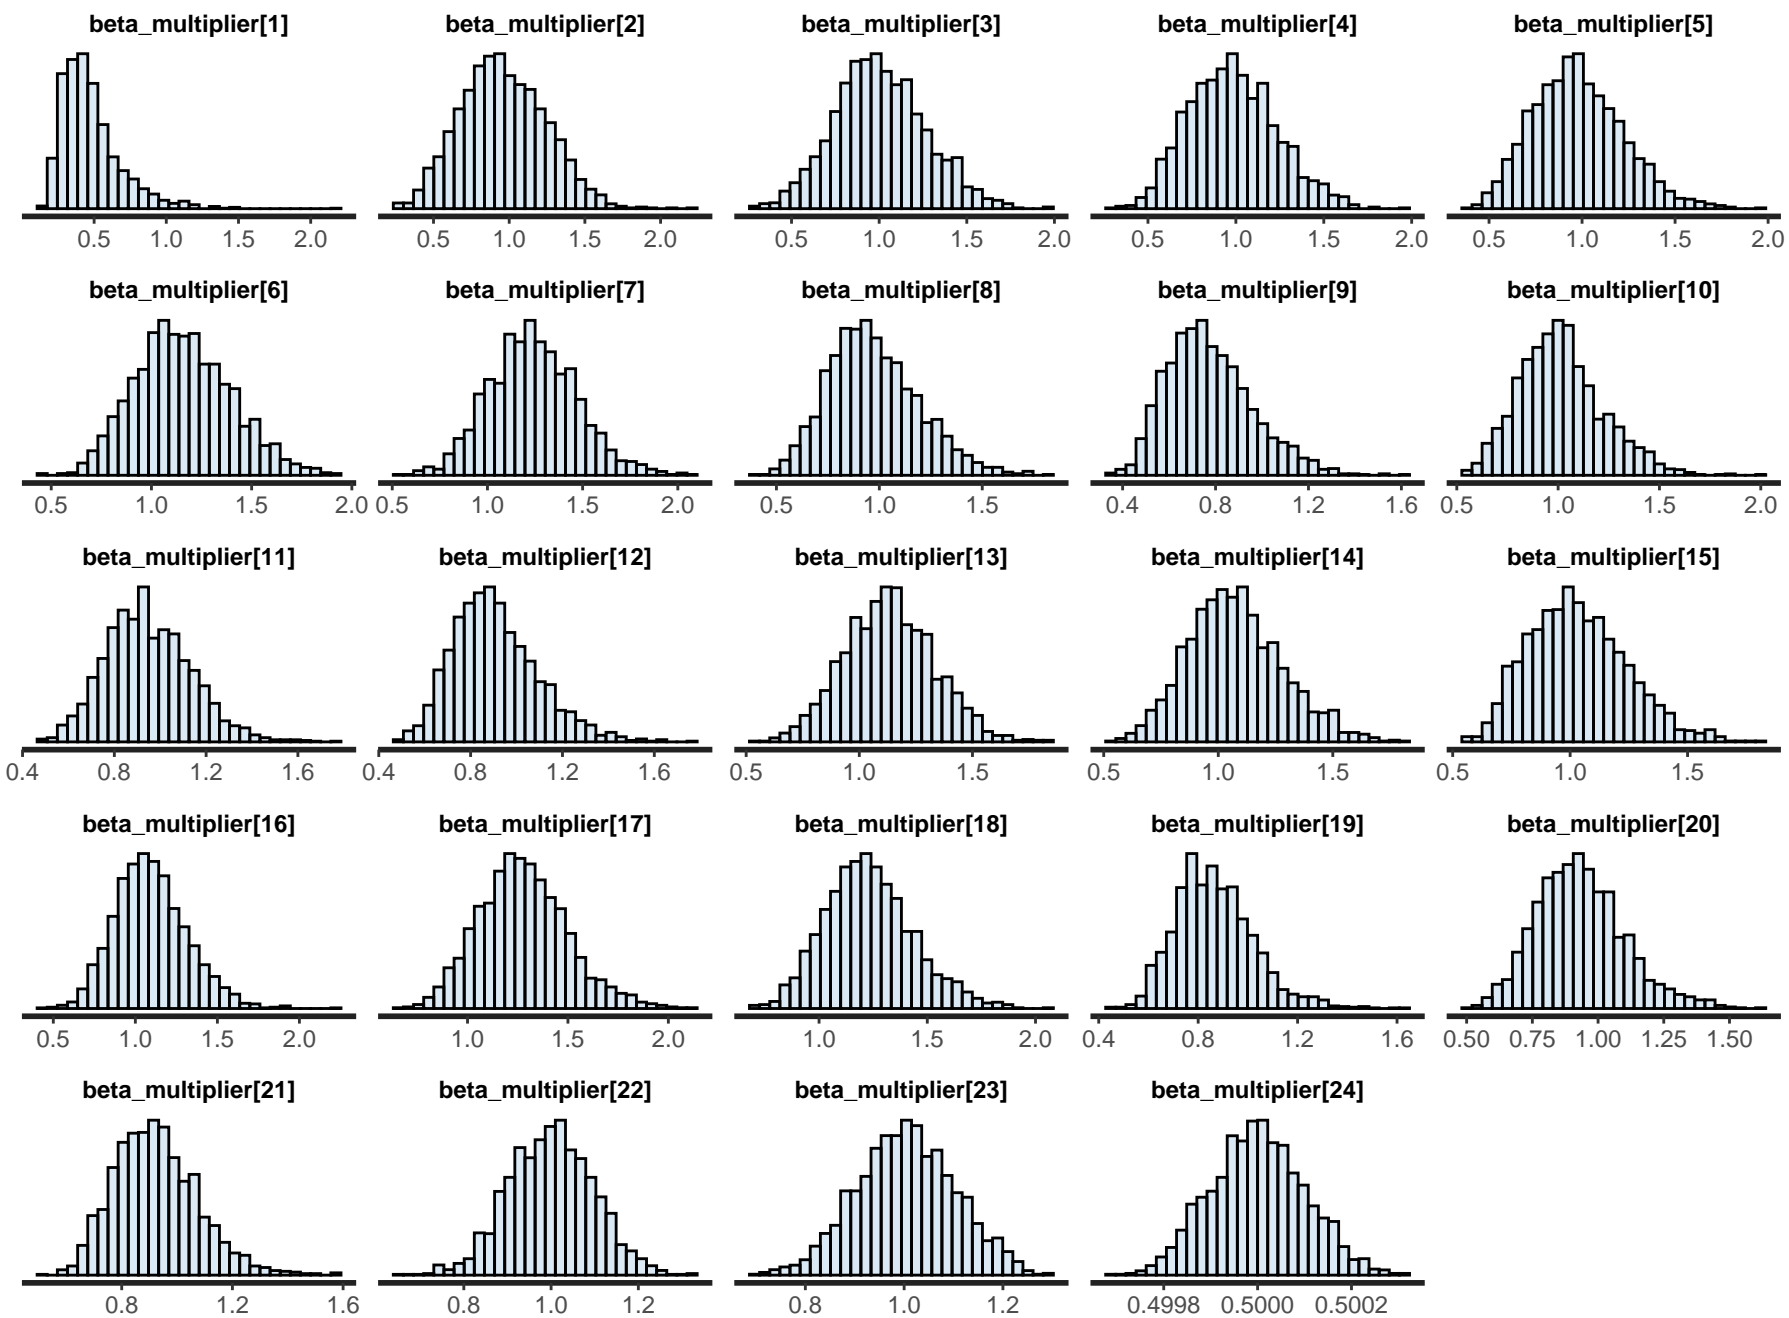 beta_multiplier[1] beta_multiplier[2] beta_multiplier[3] beta_multiplier[4] beta_multiplier[5]
0.5 1.0 1.5 2.0 0.5 1.0 1.5 2.0 0.5 1.0 1.5 2.0 0.5 1.0 1.5 2.0 0.5 1.0 1.5 2.0
beta_multiplier[6] beta_multiplier[7] beta_multiplier[8] beta_multiplier[9] beta_multiplier[10]
0.5 1.0 1.5 2.0 0.5 1.0 1.5 2.0 0.5 1.0 1.5 0.4 0.8 1.2 1.6 0.5 1.0 1.5 2.0
beta_multiplier[11] beta_multiplier[12] beta_multiplier[13] beta_multiplier[14] beta_multiplier[15]
0.4 0.8 1.2 1.6 0.4 0.8 1.2 1.6 0.5 1.0 1.5 0.5 1.0 1.5 0.5 1.0 1.5
beta_multiplier[16] beta_multiplier[17] beta_multiplier[18] beta_multiplier[19] beta_multiplier[20]
0.5 1.0 1.5 2.0 1.0 1.5 2.0 1.0 1.5 2.0 0.4 0.8 1.2 1.6 0.50 0.75 1.00 1.25 1.50
beta_multiplier[21] beta_multiplier[22] beta_multiplier[23] beta_multiplier[24]
0.8 1.2 1.6 0.8 1.0 1.2 0.8 1.0 1.2 0.4998 0.5000 0.5002